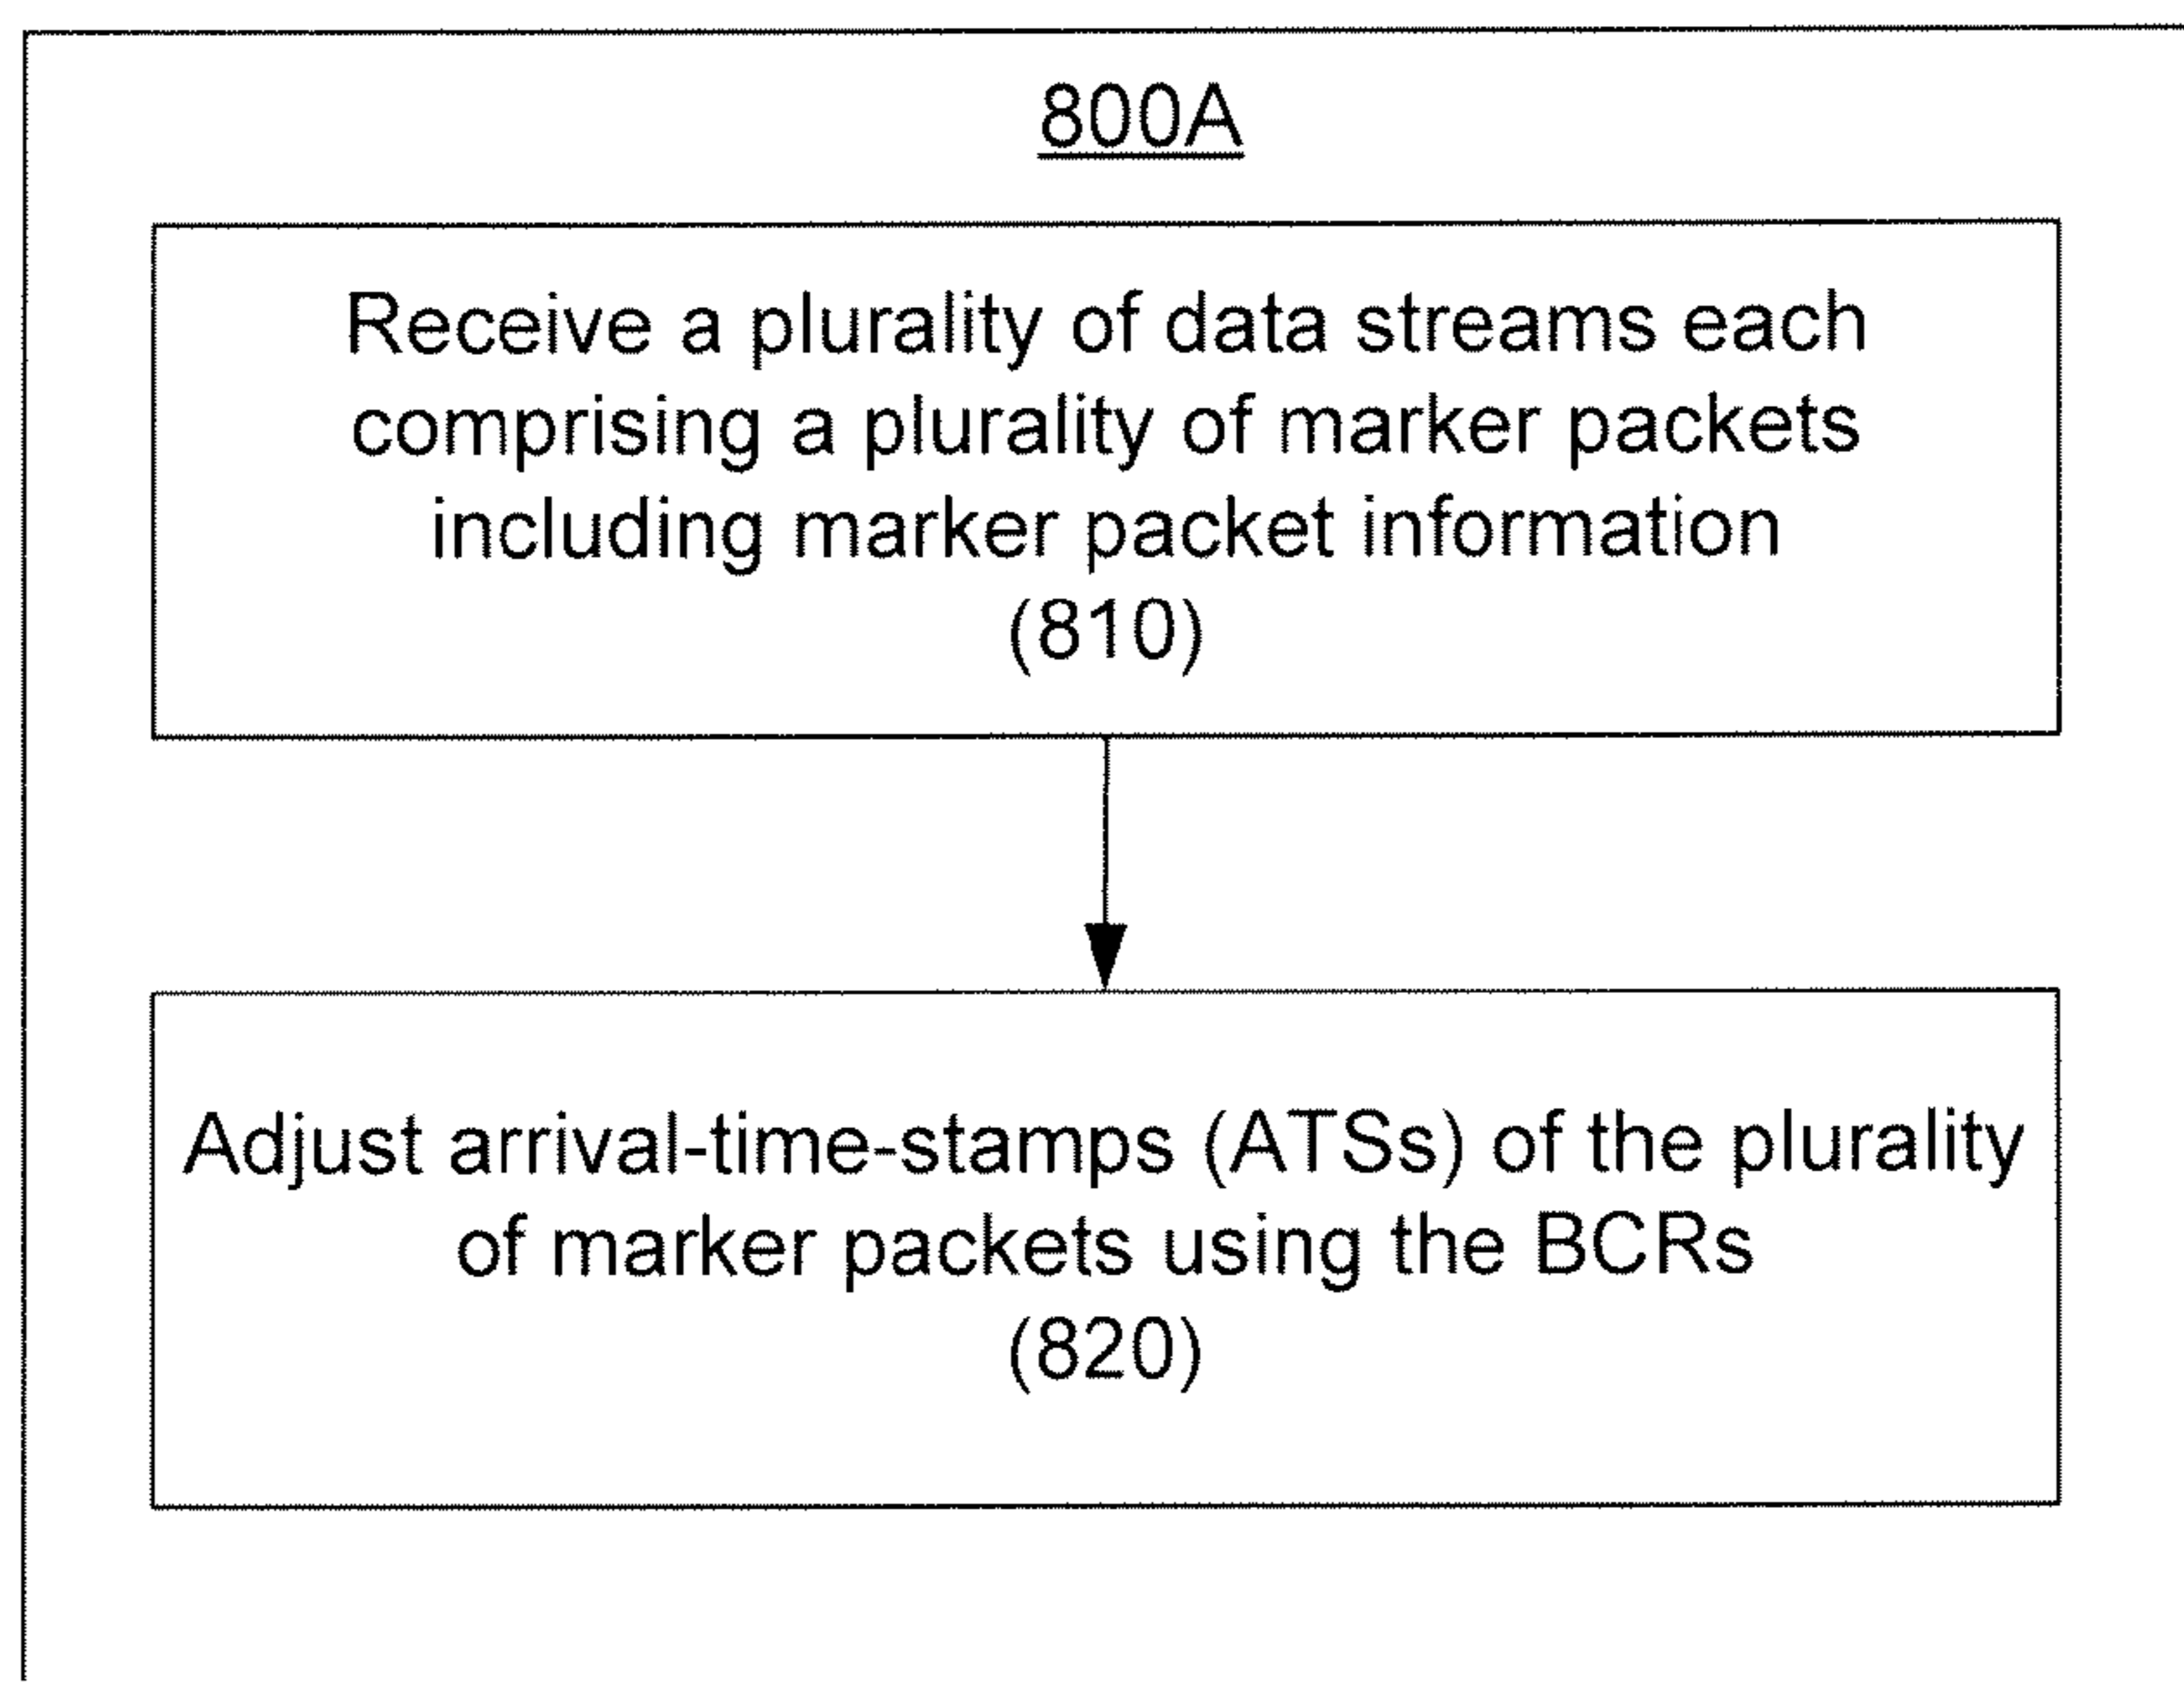 800A
Receive a plurality of data streams each
comprising a plurality of marker packets
including marker packet information
(810)
Adjust arrival-time-stamps (ATSs) of the plurality
of marker packets using the BCRs
(820)